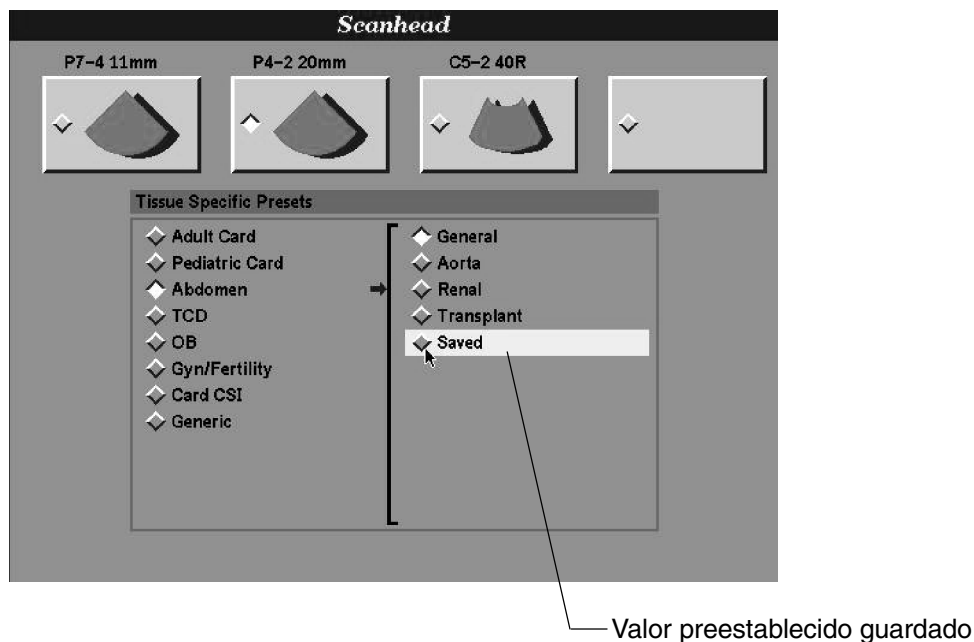 Scanhead
P7-4 11mm
P4-2 20mm
C5-2 40R
Tissue Specific Presets
Adult Card
Pediatric Card
Abdomen
TCD
OB
Gyn/Fertility
Card CSI
Generic
General
Aorta
Renal
Transplant
Saved
Valor preestablecido guardado